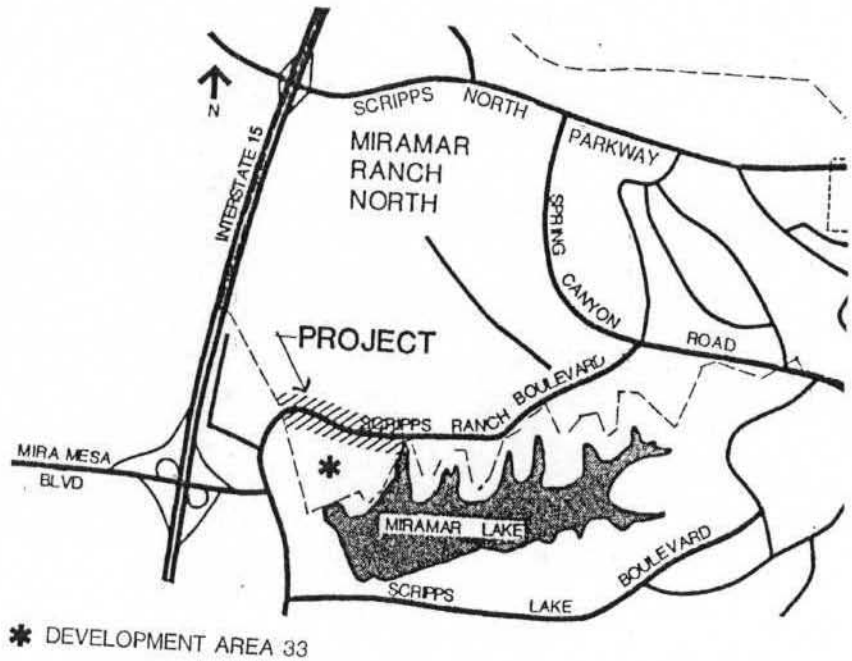 N
SCRIPPS NORTH
PARKWAY
INTERSTATE 15
MIRAMAR
RANCH
NORTH
SPRING
CANYON
ROAD
PROJECT
SCRIPPS RANCH BOULEVARD
MIRA MESA
BLVD
*
MIRAMAR LAKE
SCRIPPS LAKE BOULEVARD
* DEVELOPMENT AREA 33